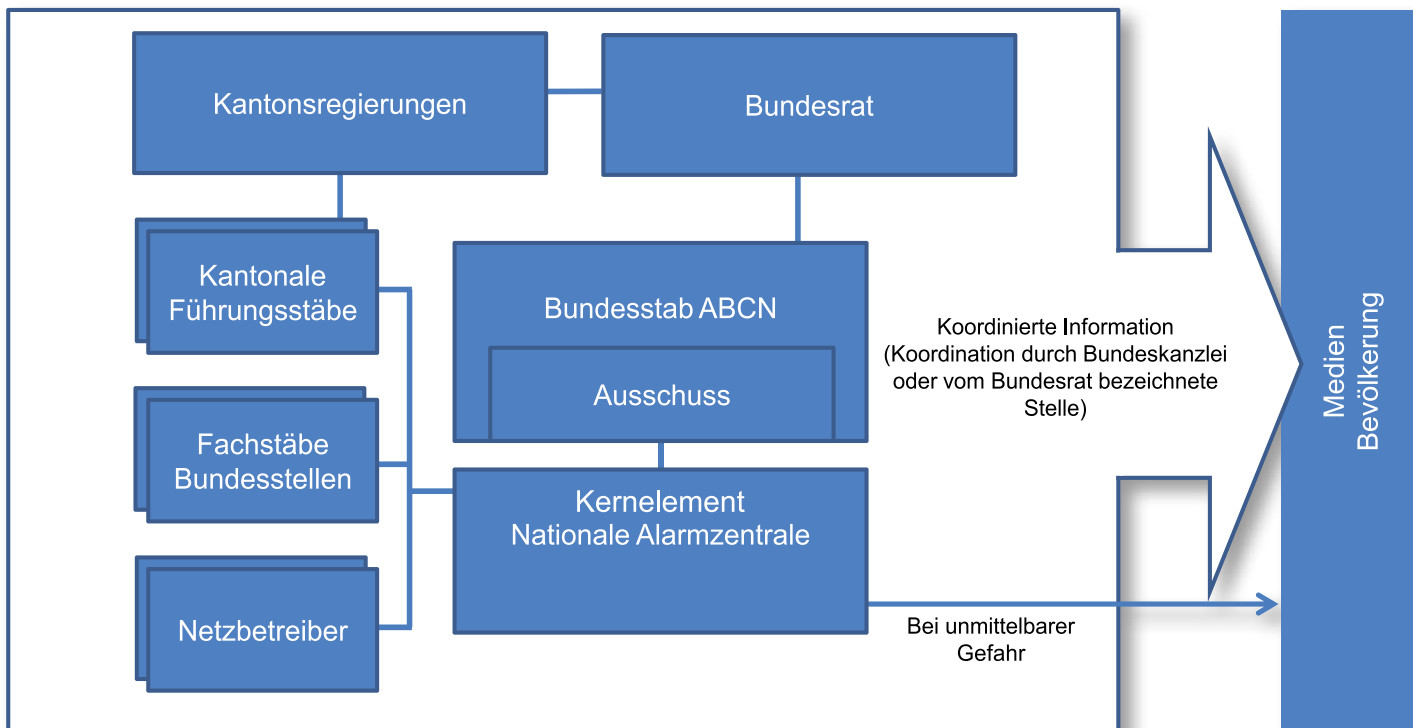 Kantonsregierungen
Bundesrat
Kantonale
Führungsstäbe
Bundesstab ABCN
Ausschuss
Fachstäbe
Bundesstellen
Kernelement
Nationale Alarmzentrale
Netzbetreiber
Koordinierte Information
(Koordination durch Bundeskanzlei
oder vom Bundesrat bezeichnete
Stelle)
Bei unmittelbarer
Gefahr
Medien
Bevölkerung